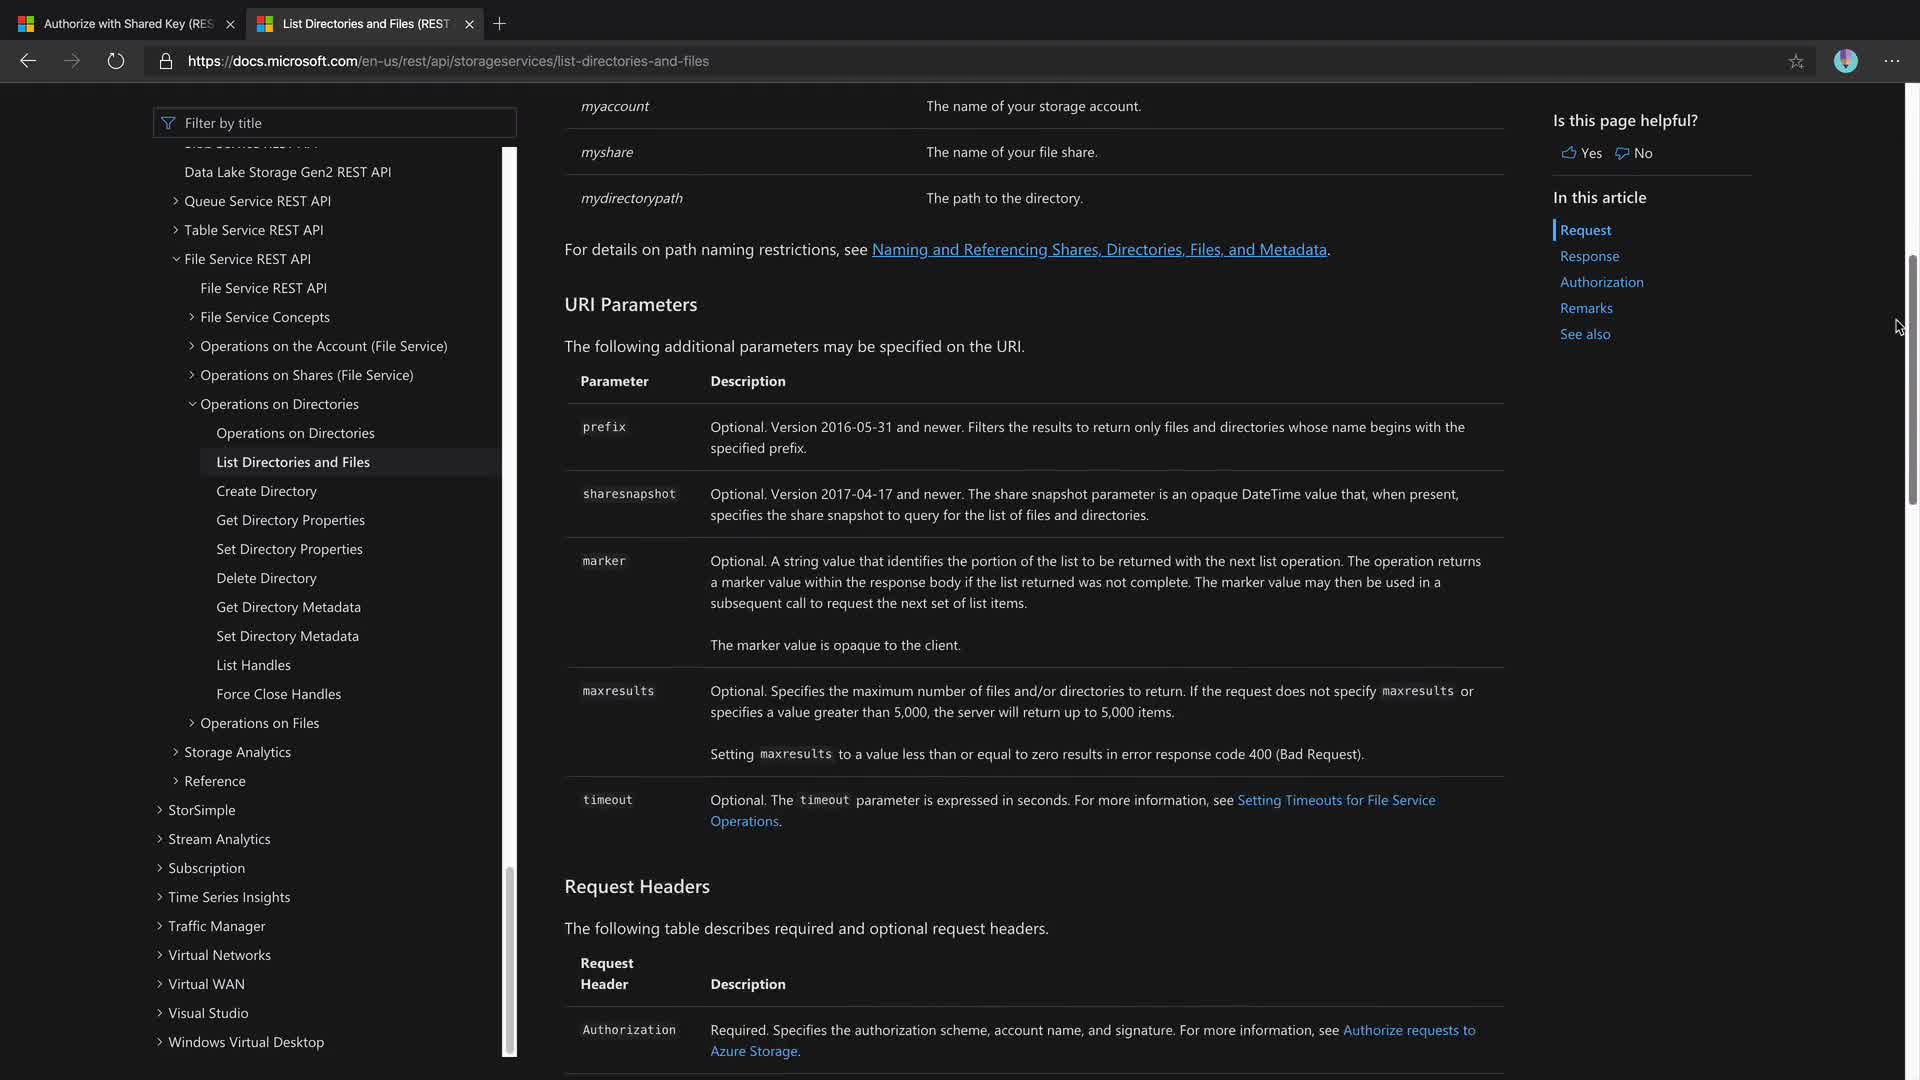 Authorize with Shared Key (RES
List Directories and Files (REST
https://docs.microsoft.com/en-us/rest/api/storageservices/list-directories-and-files
Filter by title
Data Lake Storage Gen2 REST API
Queue Service REST API
Table Service REST API
File Service REST API
File Service REST API
File Service Concepts
Operations on the Account (File Service)
Operations on Shares (File Service)
Operations on Directories
Operations on Directories
List Directories and Files
Create Directory
Get Directory Properties
Set Directory Properties
Delete Directory
Get Directory Metadata
Set Directory Metadata
List Handles
Force Close Handles
Operations on Files
Storage Analytics
Reference
StorSimple
Stream Analytics
Subscription
Time Series Insights
Traffic Manager
Virtual Networks
Virtual WAN
Visual Studio
Windows Virtual Desktop
myaccount The name of your storage account.
myshare The name of your file share.
mydirectorypath The path to the directory.
For details on path naming restrictions, see Naming and Referencing Shares, Directories, Files, and Metadata.
URI Parameters
The following additional parameters may be specified on the URI.
Parameter Description
prefix Optional. Version 2016-05-31 and newer. Filters the results to return only files and directories whose name begins with the
specified prefix.
sharesnapshot Optional. Version 2017-04-17 and newer. The share snapshot parameter is an opaque DateTime value that, when present,
specifies the share snapshot to query for the list of files and directories.
marker Optional. A string value that identifies the portion of the list to be returned with the next list operation. The operation returns
a marker value within the response body if the list returned was not complete. The marker value may then be used in a
subsequent call to request the next set of list items.
The marker value is opaque to the client.
maxresults Optional. Specifies the maximum number of files and/or directories to return. If the request does not specify maxresults or
specifies a value greater than 5,000, the server will return up to 5,000 items.
Setting maxresults to a value less than or equal to zero results in error response code 400 (Bad Request).
timeout Optional. The timeout parameter is expressed in seconds. For more information, see Setting Timeouts for File Service
Operations.
Request Headers
The following table describes required and optional request headers.
Request
Header Description
Authorization Required. Specifies the authorization scheme, account name, and signature. For more information, see Authorize requests to
Azure Storage.
Is this page helpful?
Yes No
In this article
Request
Response
Authorization
Remarks
See also